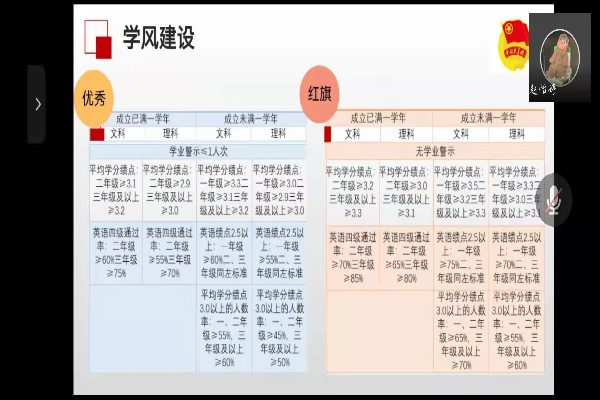 学风建设
优秀
成立已满一学年 成立未满一学年
文科 理科 文科 理科
学业警示≤1人次
平均学分绩点： 平均学分绩点： 平均学分绩点： 平均学分绩点：
二年级≥3.1 二年级≥2.9 一年级≥3.3二 一年级≥3.0二
三年级及以上 三年级及以上 年级≥3.1三年 年级≥2.9三年
≥3.2 ≥3.0 级及以上≥3.2 级及以上≥3.0
英语四级通过 英语四级通过 英语绩点2.5以 英语绩点2.5以
率：二年级 率：二年级 上：一年级 上：一年级
≥60%三年级 ≥55%三年级 ≥60%二、三 ≥55%二、三
≥75% ≥70% 年级同左标准 年级同左标准
平均学分绩点 平均学分绩点
3.0以上的人数 3.0以上的人数
率：一、二年 率：一、二年
级≥55%，三 级≥45%，三
年级及以上 年级及以上
≥60% ≥50%
红旗
成立已满一学年 成立未满一学年
文科 理科 文科 理科
无学业警示
平均学分绩点： 平均学分绩点： 平均学分绩点： 平均学分绩点：
二年级≥3.2 二年级≥3.0 一年级≥3.5二 一年级≥3.3二
三年级及以上 三年级及以上 年级≥3.2三年 年级≥3.0三年
≥3.3 ≥3.1 级及以上≥3.3 级及以上≥3.1
英语四级通过 英语四级通过 英语绩点2.5以 英语绩点2.5以
率：二年级 率：二年级 上：一年级 上：一年级
≥70%三年级 ≥65%三年级 ≥75%二、三 ≥70%二、三
≥85% ≥80% 年级同左标准 年级同左标准
平均学分绩点 平均学分绩点
3.0以上的人数 3.0以上的人数
率：一、二年 率：一、二年
级≥65%，三 级≥55%，三
年级及以上 年级及以上
≥70% ≥60%